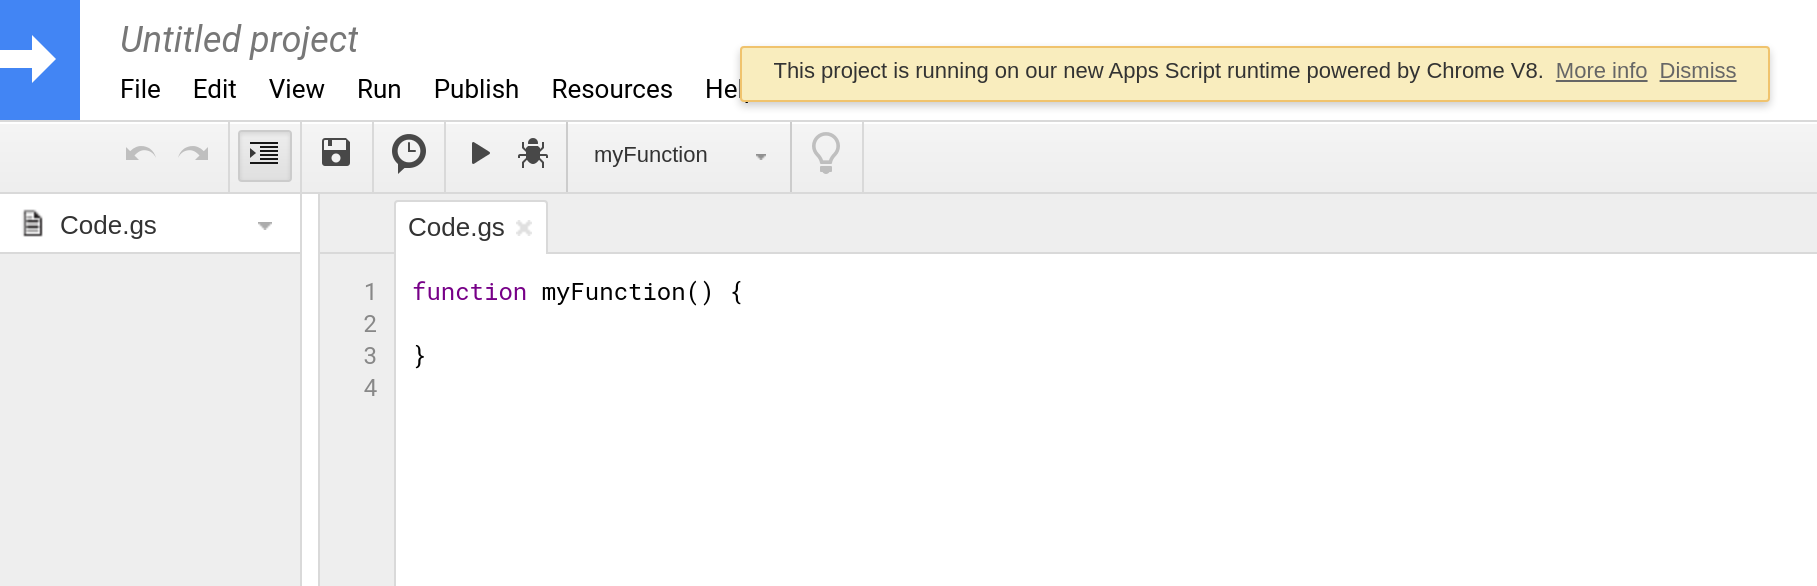 Untitled project
File Edit View Run Publish Resources
This project is running on our new Apps Script runtime powered by Chrome V8. More info Dismiss
myFunction
Code.gs
Code.gs
1 function myFunction() {
2
3 }
4